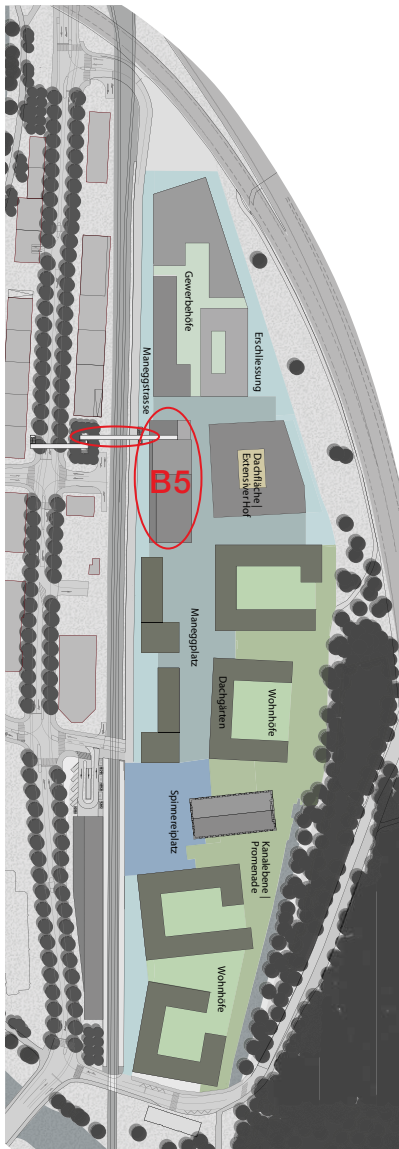 Gewerbehöfe
Erschliessung
Maneggstrasse
B5
Dachfläche |
Extensiver Hof
Maneggplatz
Dachgärten
Wohnhöfe
Spinnereiplatz
Kanalebene |
Promenade
Wohnhöfe